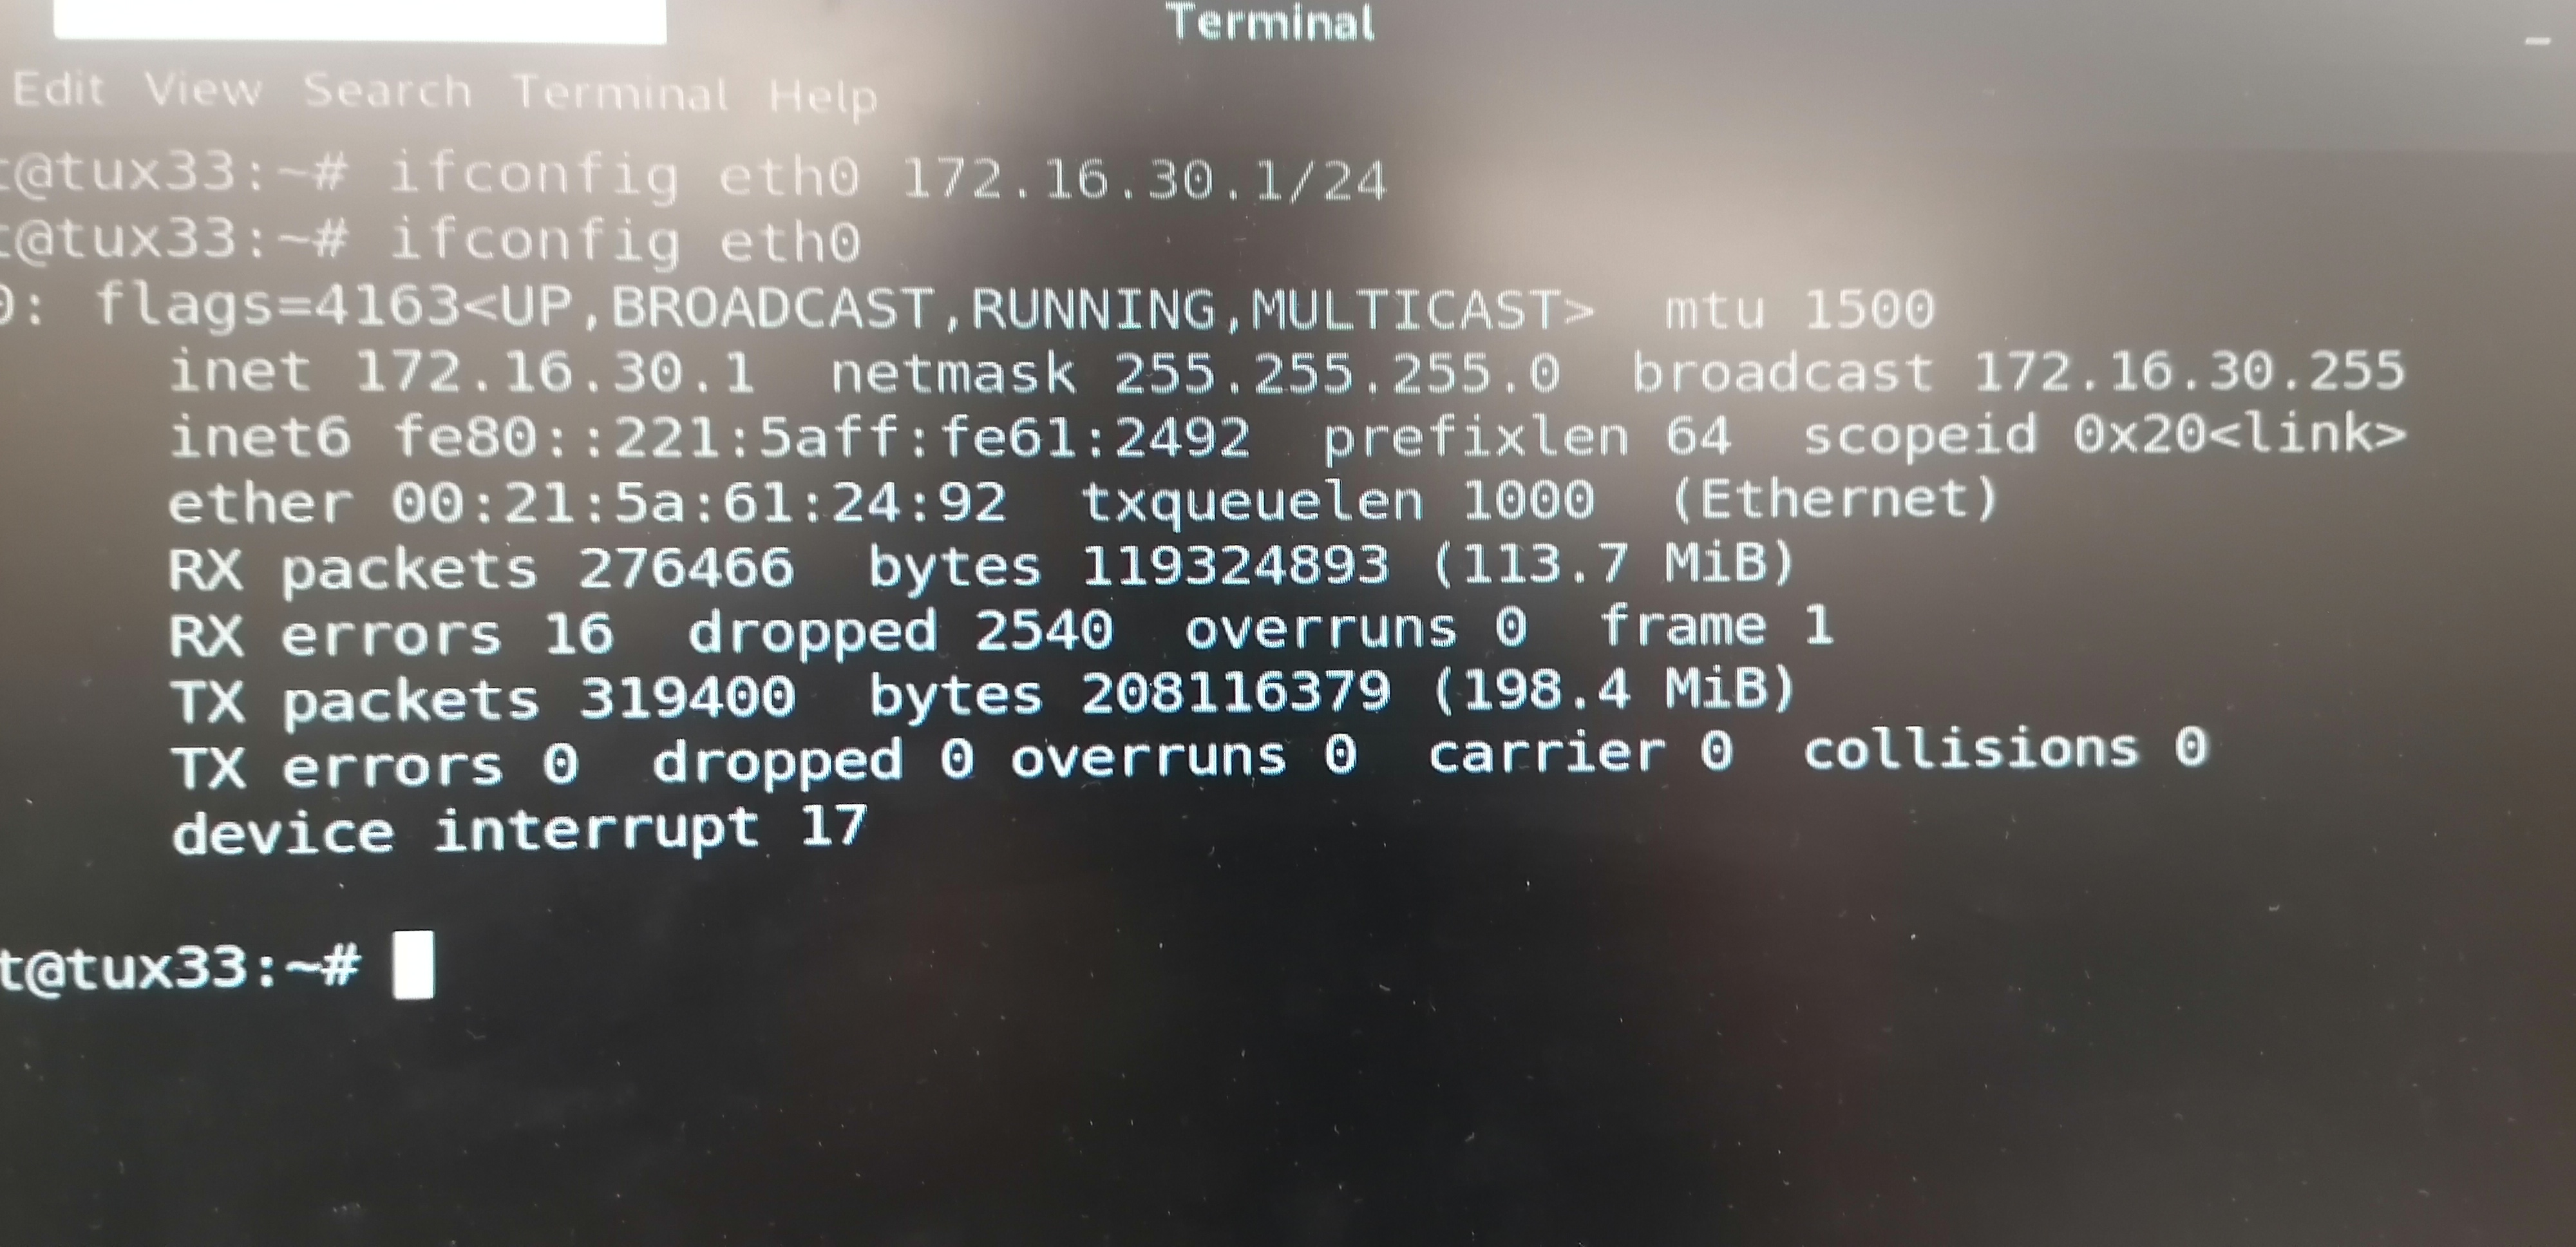 Terminal
Edit View Search Terminal Help
t@tux33:~# ifconfig eth0 172.16.30.1/24
t@tux33:~# ifconfig eth0
0: flags=4163<UP,BROADCAST,RUNNING,MULTICAST>  mtu 1500
inet 172.16.30.1  netmask 255.255.255.0  broadcast 172.16.30.255
inet6 fe80::221:5aff:fe61:2492  prefixlen 64  scopeid 0x20<link>
ether 00:21:5a:61:24:92  txqueuelen 1000  (Ethernet)
RX packets 276466  bytes 119324893 (113.7 MiB)
RX errors 16  dropped 2540  overruns 0  frame 1
TX packets 319400  bytes 208116379 (198.4 MiB)
TX errors 0  dropped 0 overruns 0  carrier 0  collisions 0
device interrupt 17
t@tux33:~#